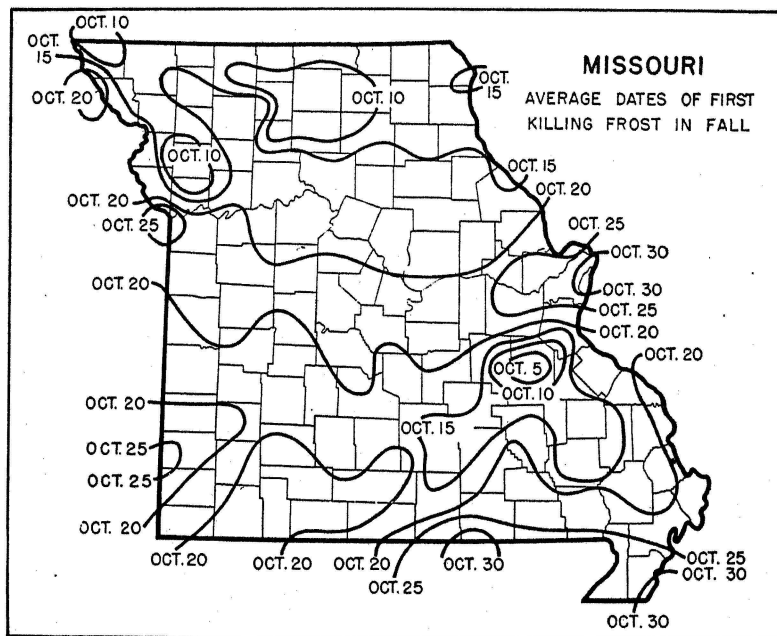 OCT. 10
OCT.
15
OCT. 20
OCT. 10
OCT.
15
MISSOURI
AVERAGE DATES OF FIRST
KILLING FROST IN FALL
OCT. 10
OCT. 15
OCT. 20
OCT. 20
OCT. 25
OCT. 25
OCT. 30
OCT. 30
OCT. 25
OCT. 20
OCT. 20
OCT. 20
OCT. 5
OCT. 10
OCT. 20
OCT. 15
OCT. 25
OCT. 25
OCT. 20
OCT. 20
OCT. 20
OCT. 20
OCT. 30
OCT. 25
OCT. 25
OCT. 30
OCT. 30